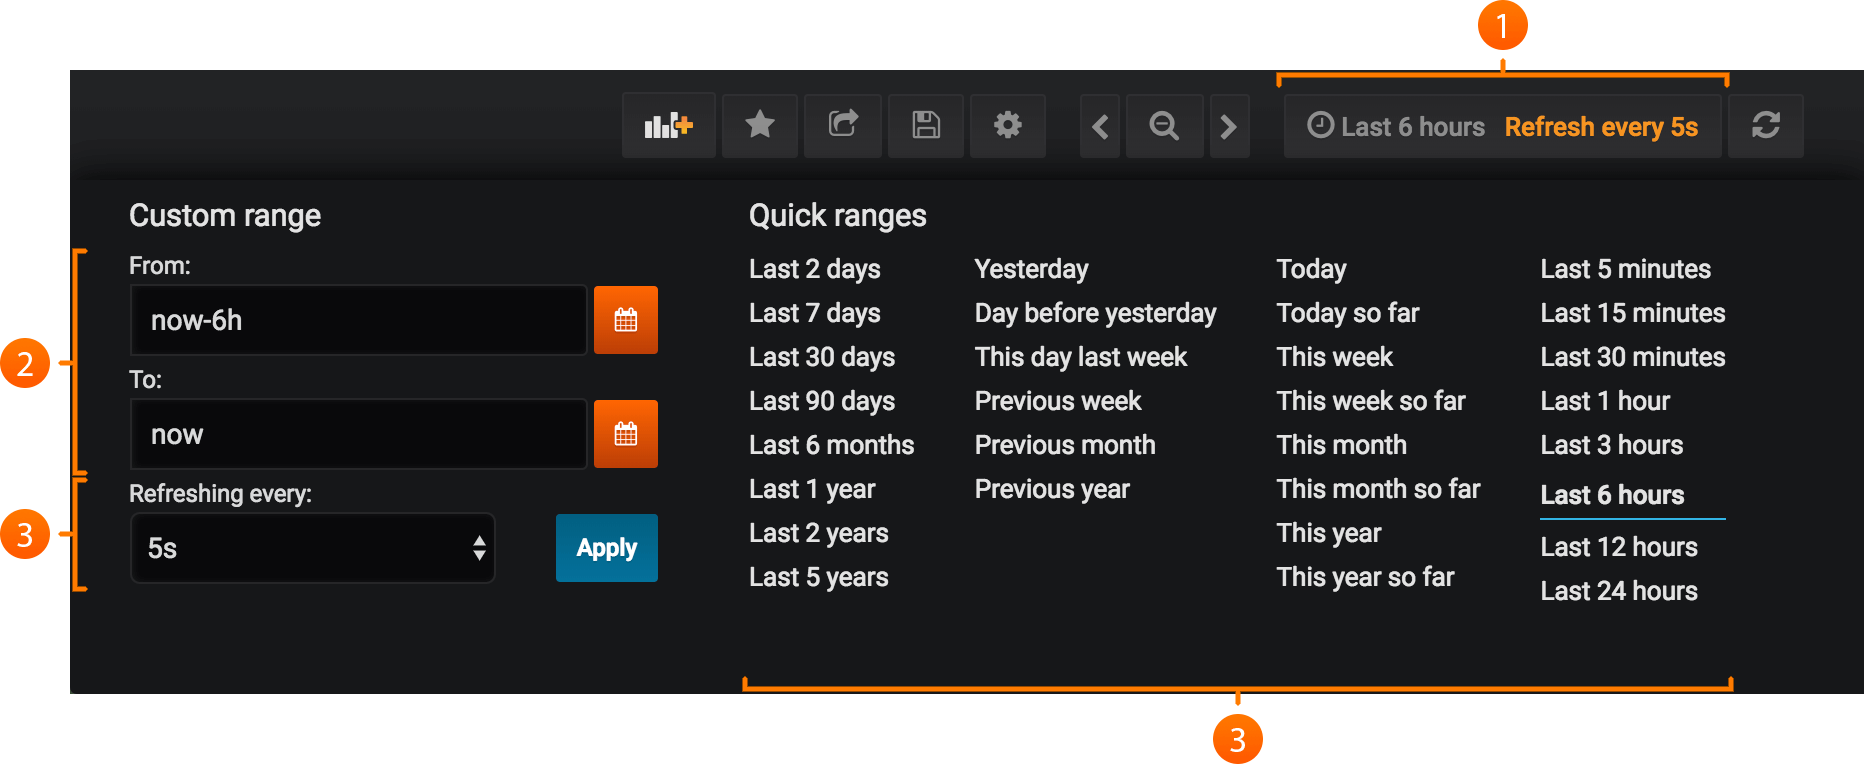 1
Last 6 hours Refresh every 5s
Custom range
From:
now-6h
To:
now
Refreshing every:
5s
Apply
2
3
Quick ranges
Last 2 days
Last 7 days
Last 30 days
Last 90 days
Last 6 months
Last 1 year
Last 2 years
Last 5 years
Yesterday
Day before yesterday
This day last week
Previous week
Previous month
Previous year
Today
Today so far
This week
This week so far
This month
This month so far
This year
This year so far
Last 5 minutes
Last 15 minutes
Last 30 minutes
Last 1 hour
Last 3 hours
Last 6 hours
Last 12 hours
Last 24 hours
3